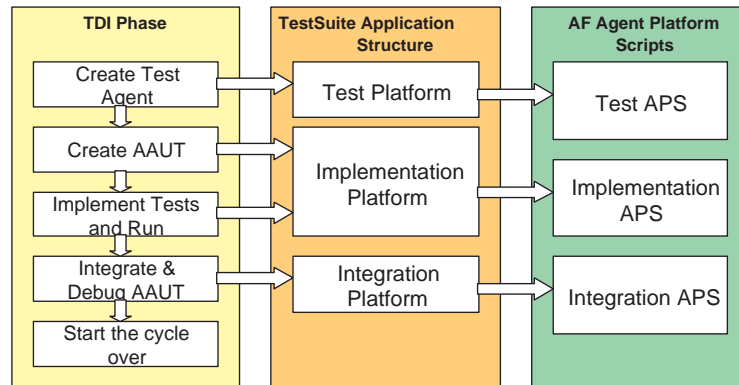 TDI Phase
Create Test
Agent
Create AAUT
Implement Tests
and Run
Integrate &
Debug AAUT
Start the cycle
over
TestSuite Application
Structure
Test Platform
Implementation
Platform
Integration
Platform
AF Agent Platform
Scripts
Test APS
Implementation
APS
Integration APS